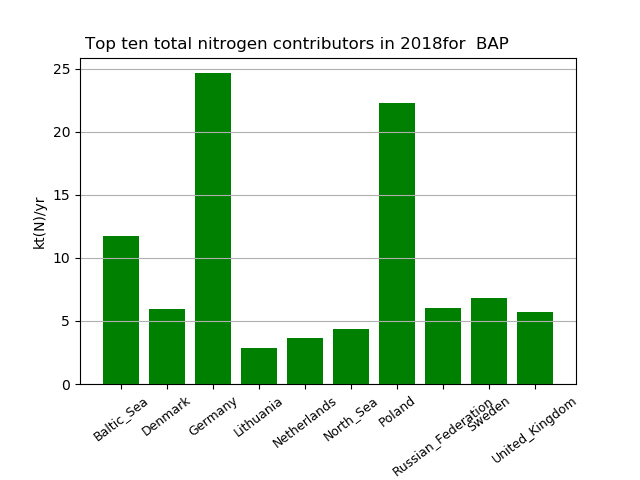 Top ten total nitrogen contributors in 2018for  BAP
25
20
15
10
5
0
kt(N)/yr
Baltic_Sea
Denmark
Germany
Lithuania
Netherlands
North_Sea
Poland
Russian_Federation
Sweden
United_Kingdom